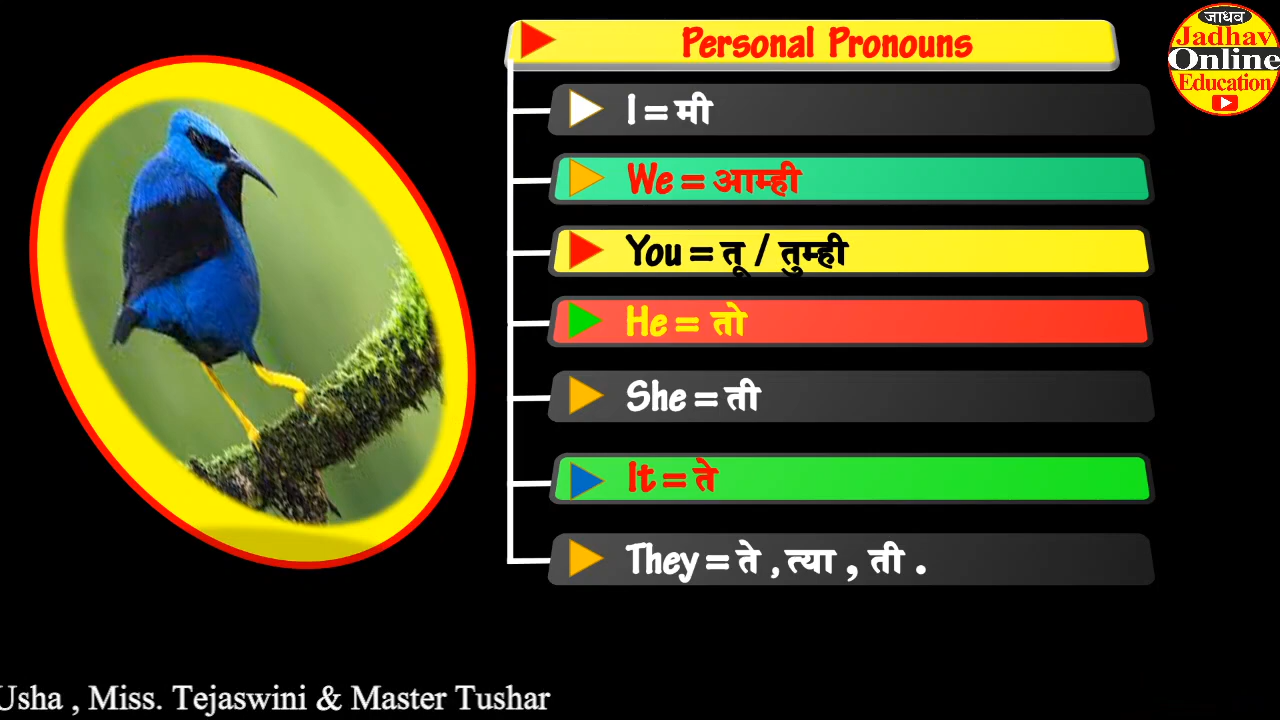 Personal Pronouns
जाधव
Jadhav
Online
Education
I = मी
We = आम्ही
You = तू / तुम्ही
He = तो
She = ती
It = ते
They = ते , त्या , ती .
Usha , Miss. Tejaswini & Master Tushar